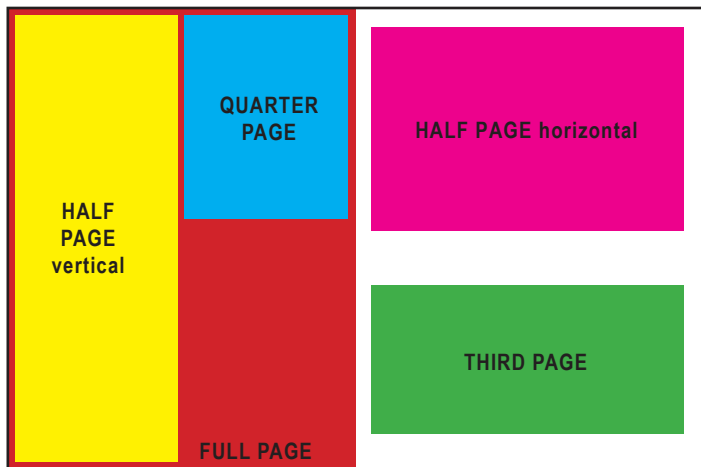 HALF
PAGE
vertical
QUARTER
PAGE
FULL PAGE
HALF PAGE horizontal
THIRD PAGE